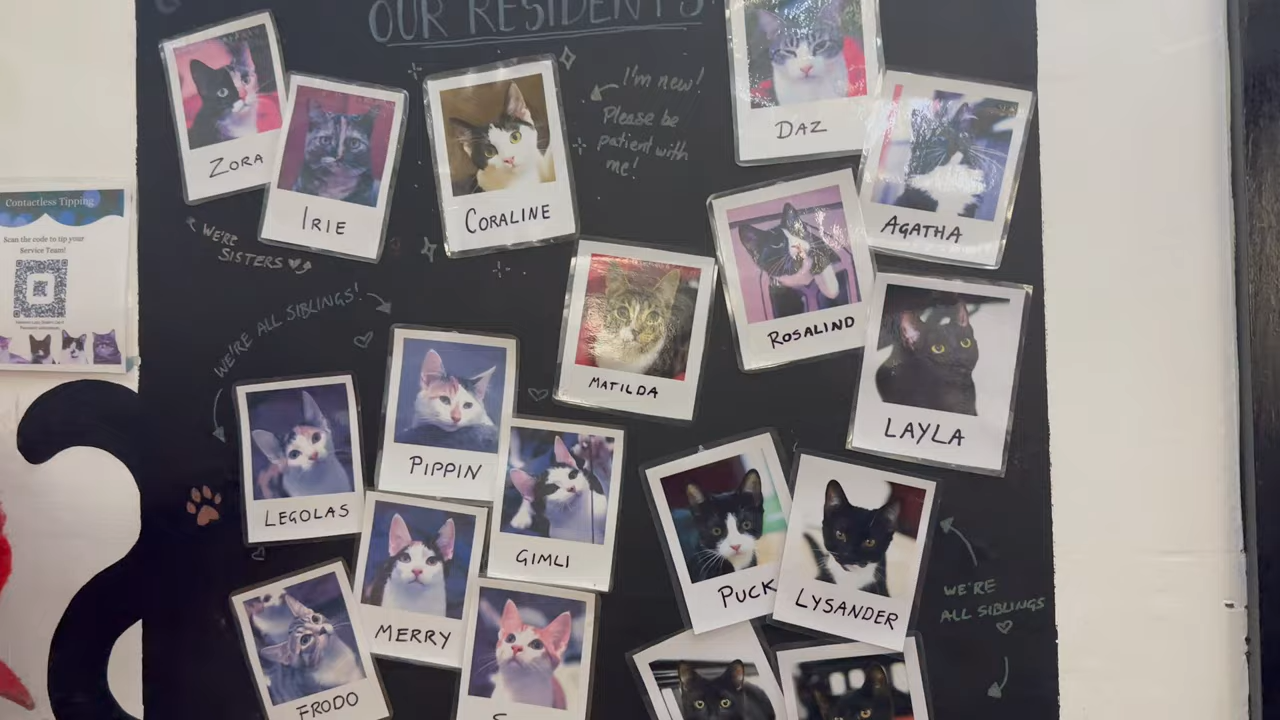 OUR RESIDENTS
ZORA
IRIE
WE'RE
SISTERS
CORALINE
I'm new!
Please be
patient with
me!
DAZ
AGATHA
ROSALIND
MATILDA
LAYLA
WE'RE ALL SIBLINGS!
LEGOLAS
PIPPIN
GIMLI
MERRY
FRODO
PUCK
LYSANDER
WE'RE
ALL SIBLINGS
Contactless Tipping
Scan the code to tip your
Service Team!